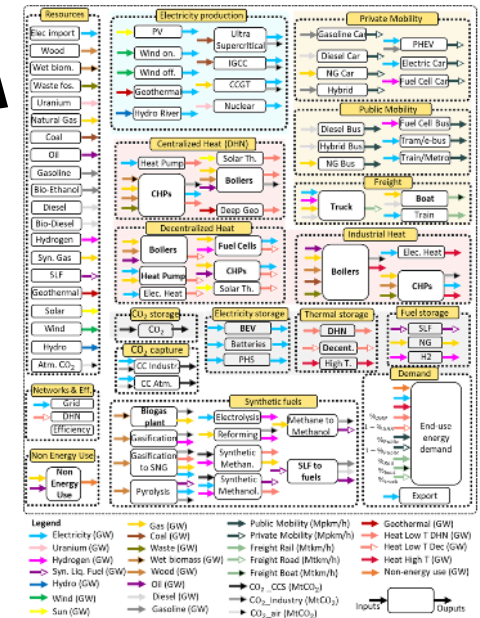 Resources
Elec import
Wood
Wet biom.
Waste fos.
Uranium
Natural Gas
Coal
Oil
Gasoline
Bio-Ethanol
Diesel
Bio-Diesel
Hydrogen
Syn. Gas
SLF
Geothermal
Solar
Wind
Hydro
Atm. CO2
Networks & Eff.
Grid
DHN
Efficiency
Non Energy Use
Non
Energy
Use
Electricity production
PV
Wind on.
Wind off.
Geotherma
Hydro River
Ultra
Supercritical
IGCC
CCGT
Nuclear
Centralized Heat (DHN)
Heat Pump
CHPs
Solar Th.
Boilers
Deep Geo
Decentralized Heat
Boilers
Heat Pump
Elec. Heat
Fuel Cells
CHPs
Solar Th.
CO2 storage
CO2
CO2 capture
CC Industr.
CC Atm.
Electricity storage
BEV
Batteries
PHS
Private Mobility
Gasoline Car
Diesel Car
NG Car
Hybrid
PHEV
Electric Car
Fuel Cell Car
Public Mobility
Diesel Bus
Hybrid Bus
NG Bus
Fuel Cell Bus
Tram/e-bus
Train/Metro
Freight
Truck
Boat
Train
Industrial Heat
Boilers
Elec. Heat
CHPs
Thermal storage
DHN
Decent.
High T.
Fuel storage
SLF
NG
H2
Synthetic fuels
Biogas
plant
Gasification
Gasification
to SNG
Pyrolysis
Electrolysis
Reforming
Synthetic
Methan.
Synthetic
Methanol.
Methane to
Methanol
SLF to
fuels
Demand
End-use
energy
demand
Export
Legend
Electricity (GW)
Uranium (GW)
Hydrogen (GW)
Syn. Liq. Fuel (GW)
Hydro (GW)
Wind (GW)
Sun (GW)
Gas (GW)
Coal (GW)
Waste (GW)
Wet biomass (GW)
Wood (GW)
Oil (GW)
Diesel (GW)
Gasoline (GW)
Public Mobility (Mpkm/h)
Private Mobility (Mpkm/h)
Freight Rail (Mtkm/h)
Freight Road (Mtkm/h)
Freight Boat (Mtkm/h)
CO2_CCS (MtCO2)
CO2_Industry (MtCO2)
CO2_air (MtCO2)
Geothermal (GW)
Heat Low T DHN (GW)
Heat Low T Dec (GW)
Heat High T (GW)
Non-energy use (GW)
Inputs
Ouputs